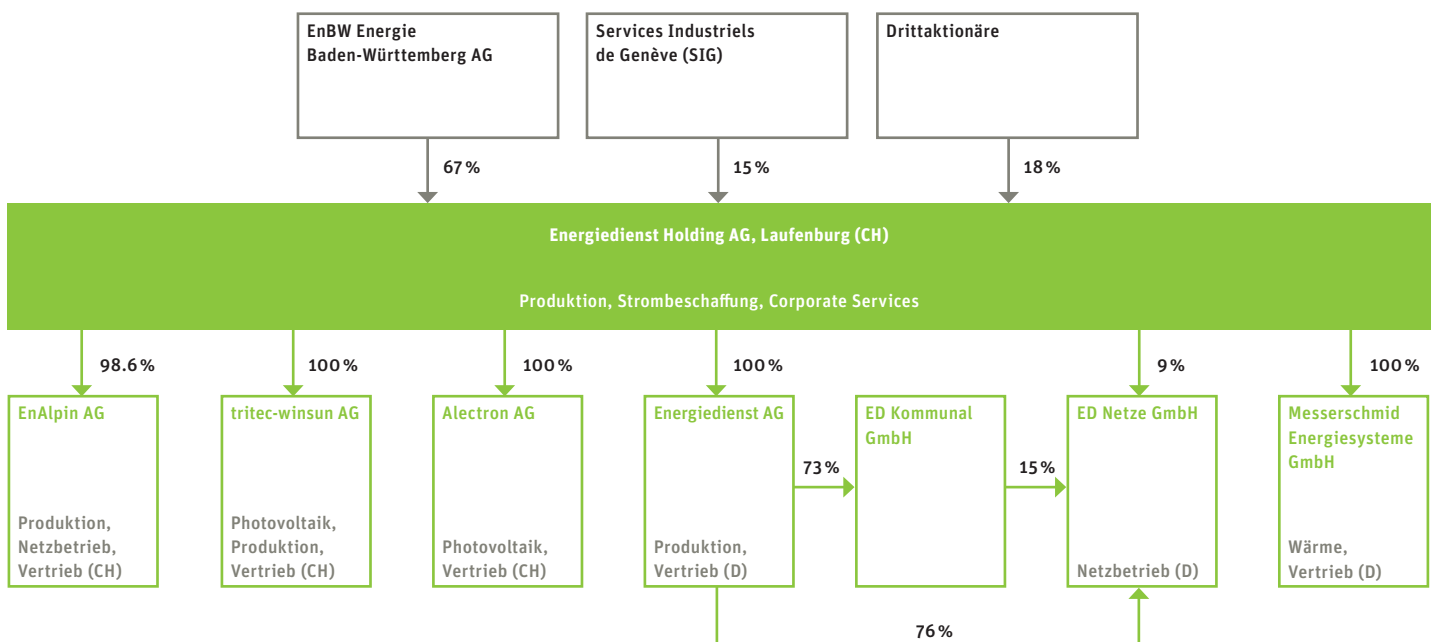 EnBW Energie
Baden-Württemberg AG
Services Industriels
de Genève (SIG)
Drittaktionäre
67 %
15 %
18 %
Energiedienst Holding AG, Laufenburg (CH)
Produktion, Strombeschaffung, Corporate Services
98.6 %
100 %
100 %
100 %
9 %
100 %
EnAlpin AG
Produktion,
Netzbetrieb,
Vertrieb (CH)
tritec-winsun AG
Photovoltaik,
Produktion,
Vertrieb (CH)
Alectron AG
Photovoltaik,
Vertrieb (CH)
Energiedienst AG
Produktion,
Vertrieb (D)
73 %
ED Kommunal
GmbH
15 %
ED Netze GmbH
Netzbetrieb (D)
Messerschmid
Energiesysteme
GmbH
Wärme,
Vertrieb (D)
76 %